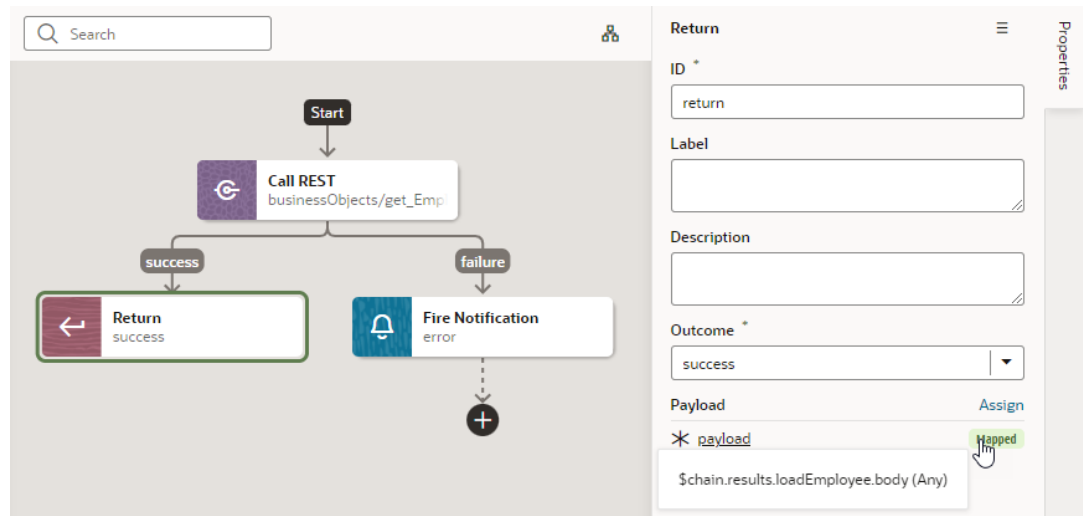 Search
Start
Call REST
businessObjects/get_Emp
success
failure
Return
success
Fire Notification
error
Return
ID *
return
Label
Description
Outcome *
success
Payload
Assign
payload
Mapped
$chain.results.loadEmployee.body (Any)
Properties